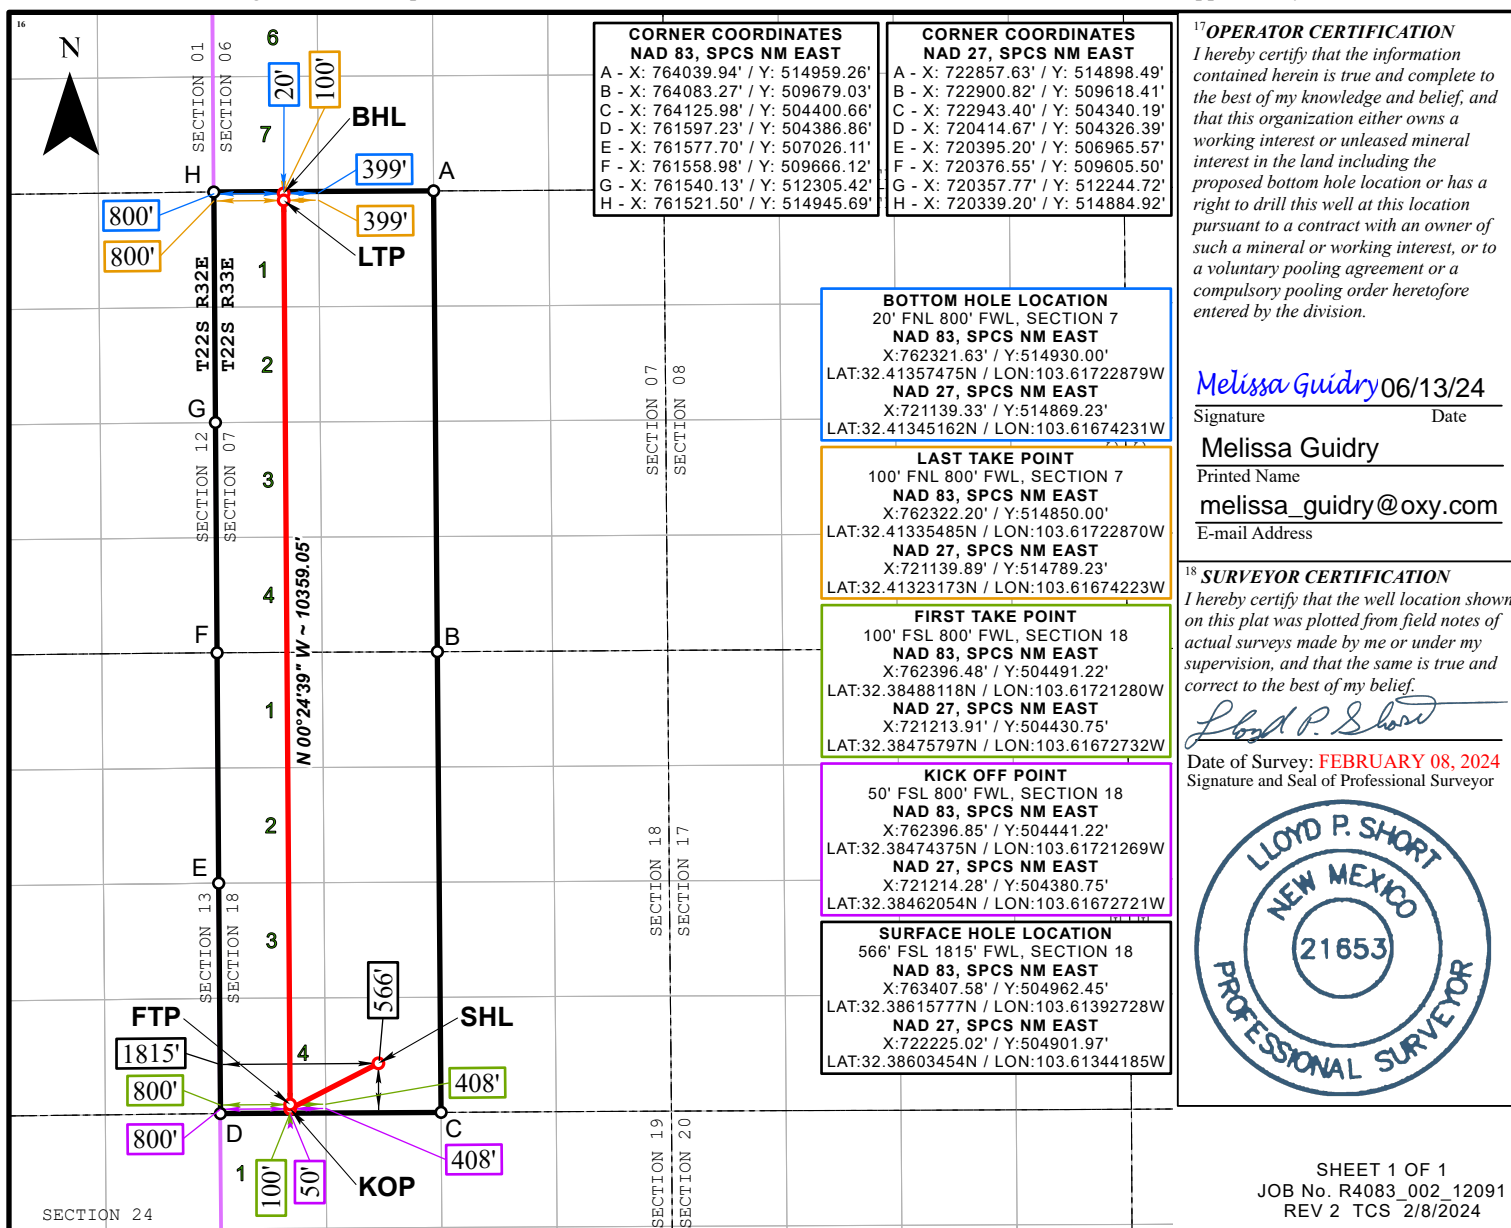 16
N
SECTION 01
SECTION 06
6
7
20'
100'
BHL
399'
A
H
800'
399'
800'
LTP
T22S R32E
T22S R33E
1
2
G
SECTION 12
SECTION 07
3
4
N 00°24'39" W ~ 10359.05'
F
B
1
2
E
SECTION 13
SECTION 18
3
FTP
566'
SHL
1815'
4
800'
408'
D
C
800'
408'
1
100'
50'
KOP
SECTION 24
SECTION 07
SECTION 08
SECTION 18
SECTION 17
SECTION 19
SECTION 20
CORNER COORDINATES
NAD 83, SPCS NM EAST
A - X: 764039.94' / Y: 514959.26'
B - X: 764083.27' / Y: 509679.03'
C - X: 764125.98' / Y: 504400.66'
D - X: 761597.23' / Y: 504386.86'
E - X: 761577.70' / Y: 507026.11'
F - X: 761558.98' / Y: 509666.12'
G - X: 761540.13' / Y: 512305.42'
H - X: 761521.50' / Y: 514945.69'
CORNER COORDINATES
NAD 27, SPCS NM EAST
A - X: 722857.63' / Y: 514898.49'
B - X: 722900.82' / Y: 509618.41'
C - X: 722943.40' / Y: 504340.19'
D - X: 720414.67' / Y: 504326.39'
E - X: 720395.20' / Y: 506965.57'
F - X: 720376.55' / Y: 509605.50'
G - X: 720357.77' / Y: 512244.72'
H - X: 720339.20' / Y: 514884.92'
BOTTOM HOLE LOCATION
20' FNL 800' FWL, SECTION 7
NAD 83, SPCS NM EAST
X:762321.63' / Y:514930.00'
LAT:32.41357475N / LON:103.61722879W
NAD 27, SPCS NM EAST
X:721139.33' / Y:514869.23'
LAT:32.41345162N / LON:103.61674231W
LAST TAKE POINT
100' FNL 800' FWL, SECTION 7
NAD 83, SPCS NM EAST
X:762322.20' / Y:514850.00'
LAT:32.41335485N / LON:103.61722870W
NAD 27, SPCS NM EAST
X:721139.89' / Y:514789.23'
LAT:32.41323173N / LON:103.61674223W
FIRST TAKE POINT
100' FSL 800' FWL, SECTION 18
NAD 83, SPCS NM EAST
X:762396.48' / Y:504491.22'
LAT:32.38488118N / LON:103.61721280W
NAD 27, SPCS NM EAST
X:721213.91' / Y:504430.75'
LAT:32.38475797N / LON:103.61672732W
KICK OFF POINT
50' FSL 800' FWL, SECTION 18
NAD 83, SPCS NM EAST
X:762396.85' / Y:504441.22'
LAT:32.38474375N / LON:103.61721269W
NAD 27, SPCS NM EAST
X:721214.28' / Y:504380.75'
LAT:32.38462054N / LON:103.61672721W
SURFACE HOLE LOCATION
566' FSL 1815' FWL, SECTION 18
NAD 83, SPCS NM EAST
X:763407.58' / Y:504962.45'
LAT:32.38615777N / LON:103.61392728W
NAD 27, SPCS NM EAST
X:722225.02' / Y:504901.97'
LAT:32.38603454N / LON:103.61344185W
17 OPERATOR CERTIFICATION
I hereby certify that the information
contained herein is true and complete to
the best of my knowledge and belief, and
that this organization either owns a
working interest or unleased mineral
interest in the land including the
proposed bottom hole location or has a
right to drill this well at this location
pursuant to a contract with an owner of
such a mineral or working interest, or to
a voluntary pooling agreement or a
compulsory pooling order heretofore
entered by the division.
Melissa Guidry 06/13/24
Signature Date
Melissa Guidry
Printed Name
melissa_guidry@oxy.com
E-mail Address
18 SURVEYOR CERTIFICATION
I hereby certify that the well location shown
on this plat was plotted from field notes of
actual surveys made by me or under my
supervision, and that the same is true and
correct to the best of my belief.
Lloyd P. Short
Date of Survey: FEBRUARY 08, 2024
Signature and Seal of Professional Surveyor
LLOYD P. SHORT
NEW MEXICO
21653
PROFESSIONAL SURVEYOR
SHEET 1 OF 1
JOB No. R4083_002_12091
REV 2 TCS 2/8/2024